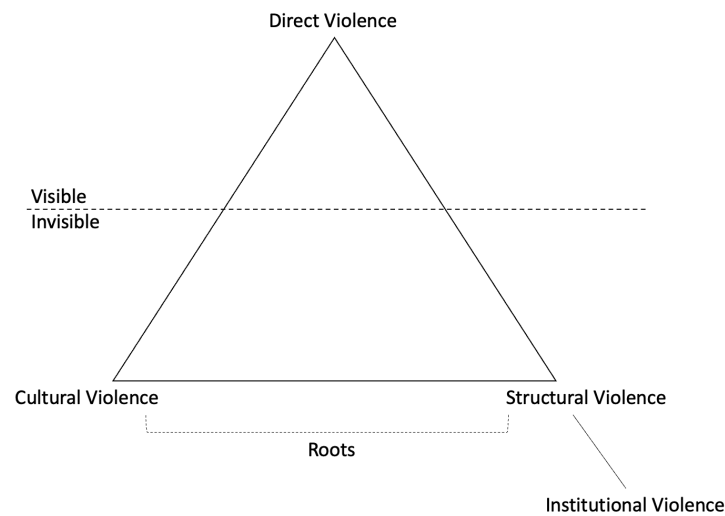 Direct Violence
Visible
Invisible
Cultural Violence
Structural Violence
Roots
Institutional Violence